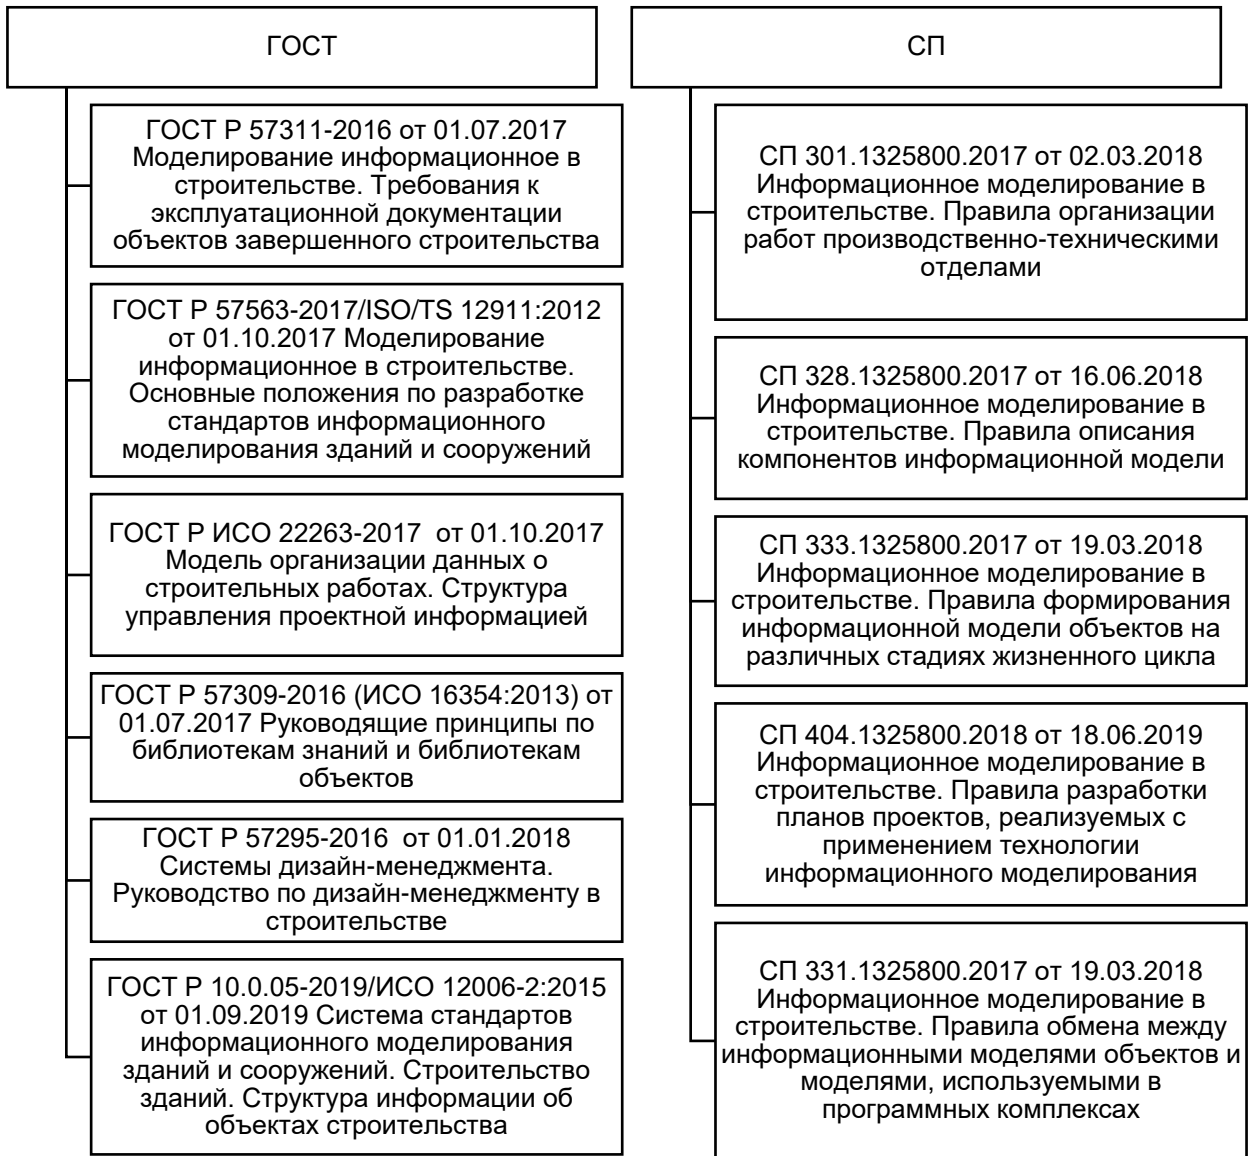 ГОСТ
ГОСТ Р 57311-2016 от 01.07.2017
Моделирование информационное в
строительстве. Требования к
эксплуатационной документации
объектов завершенного строительства
ГОСТ Р 57563-2017/ISO/TS 12911:2012
от 01.10.2017 Моделирование
информационное в строительстве.
Основные положения по разработке
стандартов информационного
моделирования зданий и сооружений
ГОСТ Р ИСО 22263-2017 от 01.10.2017
Модель организации данных о
строительных работах. Структура
управления проектной информацией
ГОСТ Р 57309-2016 (ИСО 16354:2013) от
01.07.2017 Руководящие принципы по
библиотекам знаний и библиотекам
объектов
ГОСТ Р 57295-2016 от 01.01.2018
Системы дизайн-менеджмента.
Руководство по дизайн-менеджменту в
строительстве
ГОСТ Р 10.0.05-2019/ИСО 12006-2:2015
от 01.09.2019 Система стандартов
информационного моделирования
зданий и сооружений. Строительство
зданий. Структура информации об
объектах строительства
СП
СП 301.1325800.2017 от 02.03.2018
Информационное моделирование в
строительстве. Правила организации
работ производственно-техническими
отделами
СП 328.1325800.2017 от 16.06.2018
Информационное моделирование в
строительстве. Правила описания
компонентов информационной модели
СП 333.1325800.2017 от 19.03.2018
Информационное моделирование в
строительстве. Правила формирования
информационной модели объектов на
различных стадиях жизненного цикла
СП 404.1325800.2018 от 18.06.2019
Информационное моделирование в
строительстве. Правила разработки
планов проектов, реализуемых с
применением технологии
информационного моделирования
СП 331.1325800.2017 от 19.03.2018
Информационное моделирование в
строительстве. Правила обмена между
информационными моделями объектов и
моделями, используемыми в
программных комплексах